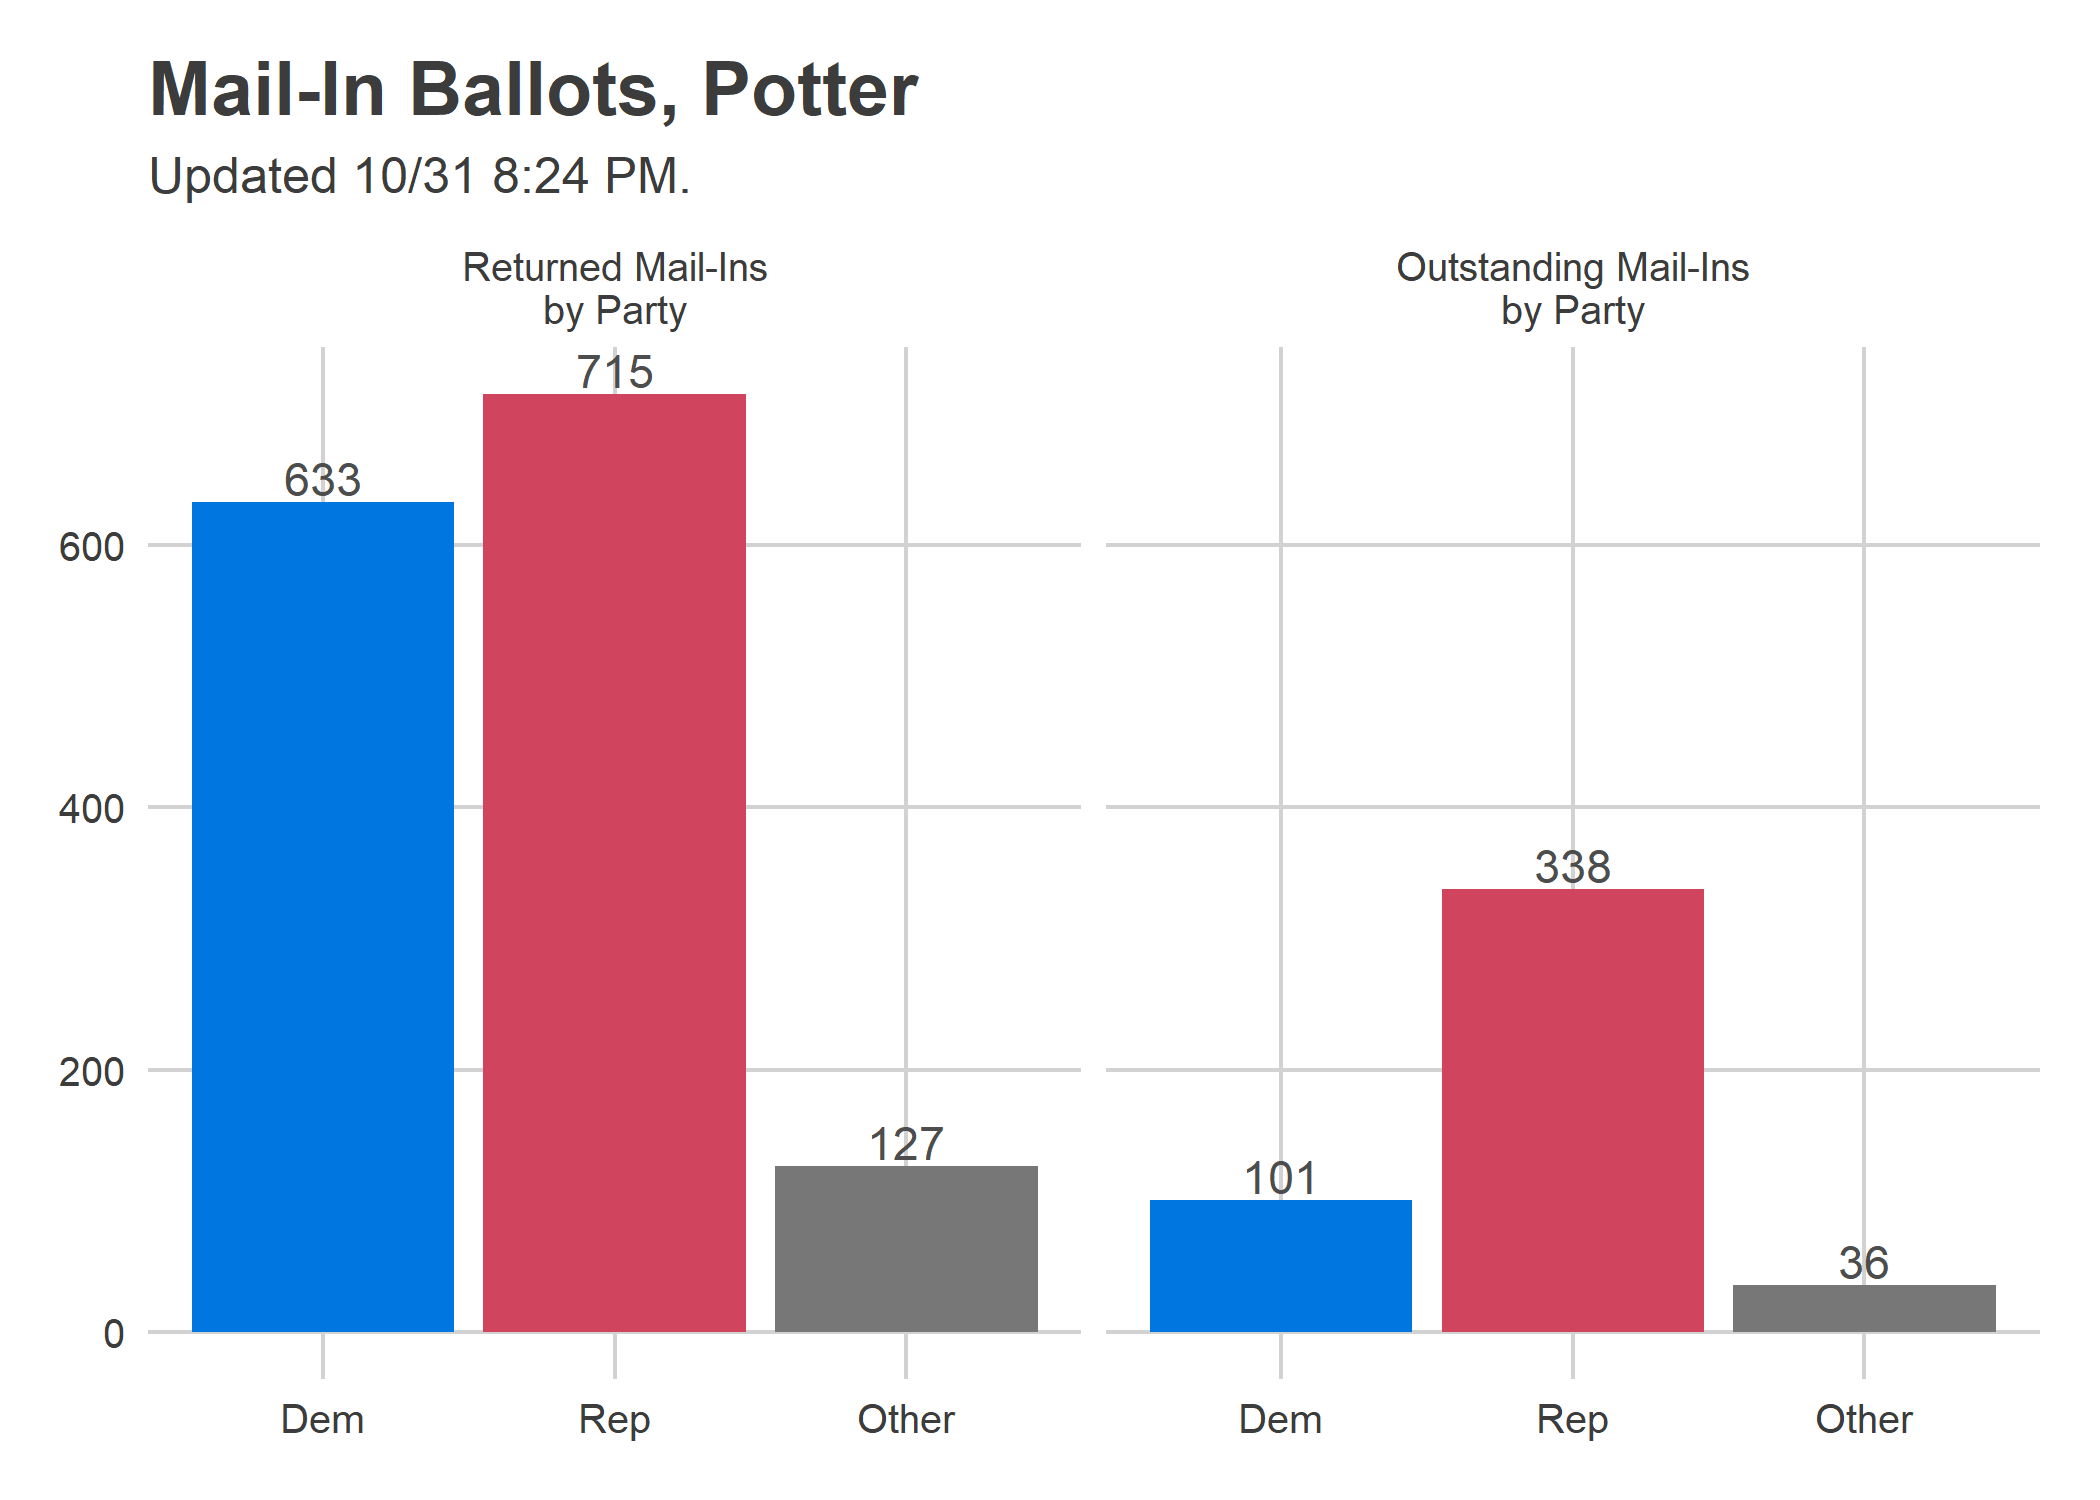 Mail-In Ballots, Potter
Updated 10/31 8:24 PM.
Returned Mail-Ins
by Party
Outstanding Mail-Ins
by Party
715
633
600
400
338
200
127
101
36
0
Dem
Rep
Other
Dem
Rep
Other